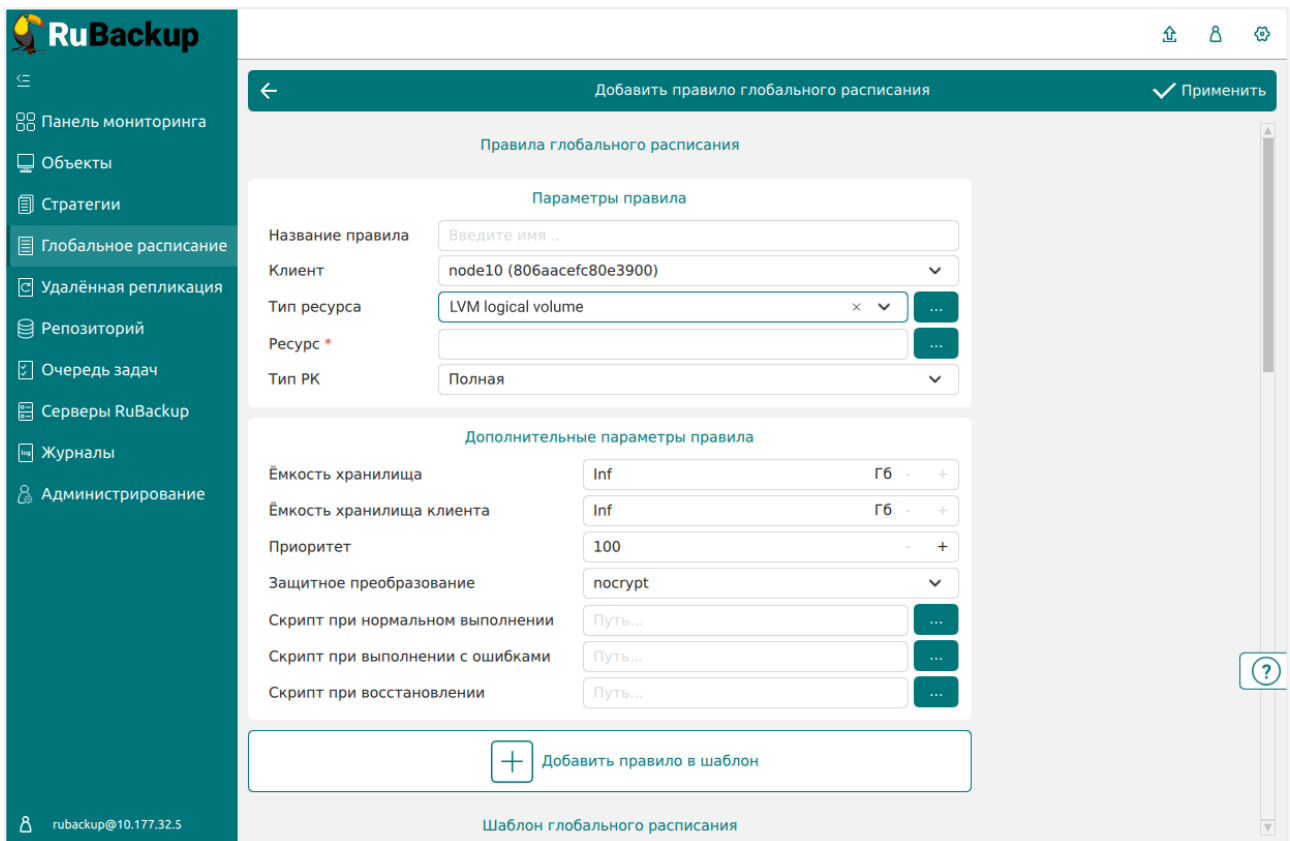 RuBackup
Добавить правило глобального расписания
Применить
Панель мониторинга
Объекты
Стратегии
Глобальное расписание
Удалённая репликация
Репозиторий
Очередь задач
Серверы RuBackup
log Журналы
Администрирование
rubackup@10.177.32.5
Правила глобального расписания
Параметры правила
Название правила Введите имя ..
Клиент node10 (806aacefc80e3900)
Тип ресурса LVM logical volume × ...
Ресурс * ...
Тип РК Полная
Дополнительные параметры правила
Ёмкость хранилища Inf Гб - +
Ёмкость хранилища клиента Inf Гб - +
Приоритет 100 - +
Защитное преобразование nocrypt
Скрипт при нормальном выполнении Путь... ...
Скрипт при выполнении с ошибками Путь... ...
Скрипт при восстановлении Путь... ...
Добавить правило в шаблон
Шаблон глобального расписания
?